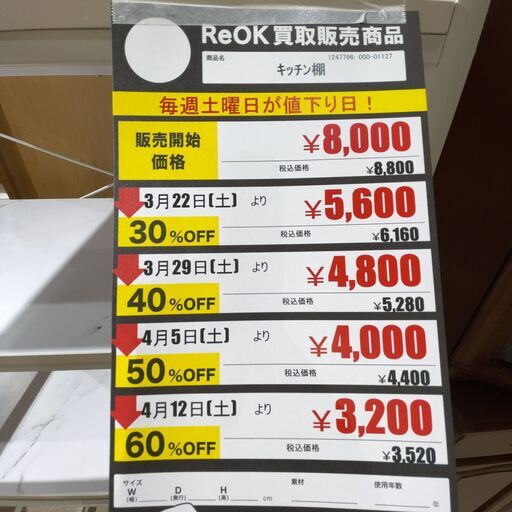 ReOK 買取販売商品
商品名 1247796: 000-01127
キッチン棚
毎週土曜日が値下り日！
販売開始価格 ¥8,000
税込価格 ¥8,800
3月22日(土) より ¥5,600
30%OFF 税込価格 ¥6,160
3月29日(土) より ¥4,800
40%OFF 税込価格 ¥5,280
4月5日(土) より ¥4,000
50%OFF 税込価格 ¥4,400
4月12日(土) より ¥3,200
60%OFF 税込価格 ¥3,520
サイズ 素材 使用年数
W(幅) D(奥行) H(高) cm 年